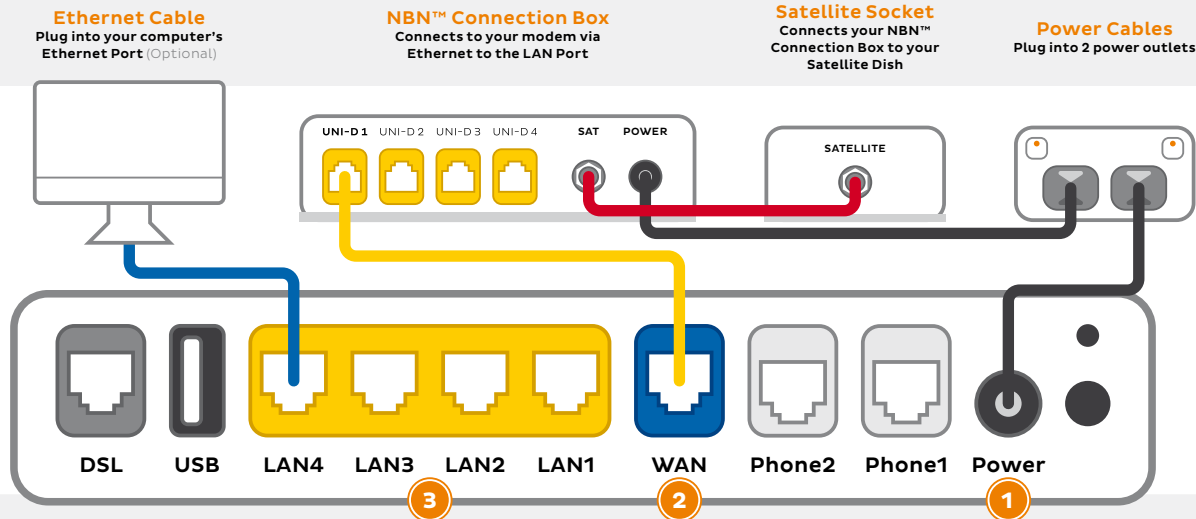 Ethernet Cable
Plug into your computer's
Ethernet Port (Optional)
NBN™ Connection Box
Connects to your modem via
Ethernet to the LAN Port
Satellite Socket
Connects your NBN™
Connection Box to your
Satellite Dish
Power Cables
Plug into 2 power outlets
UNI-D 1 UNI-D 2 UNI-D 3 UNI-D 4 SAT POWER
SATELLITE
DSL USB LAN4 LAN3 LAN2 LAN1 WAN Phone2 Phone1 Power
3 2 1